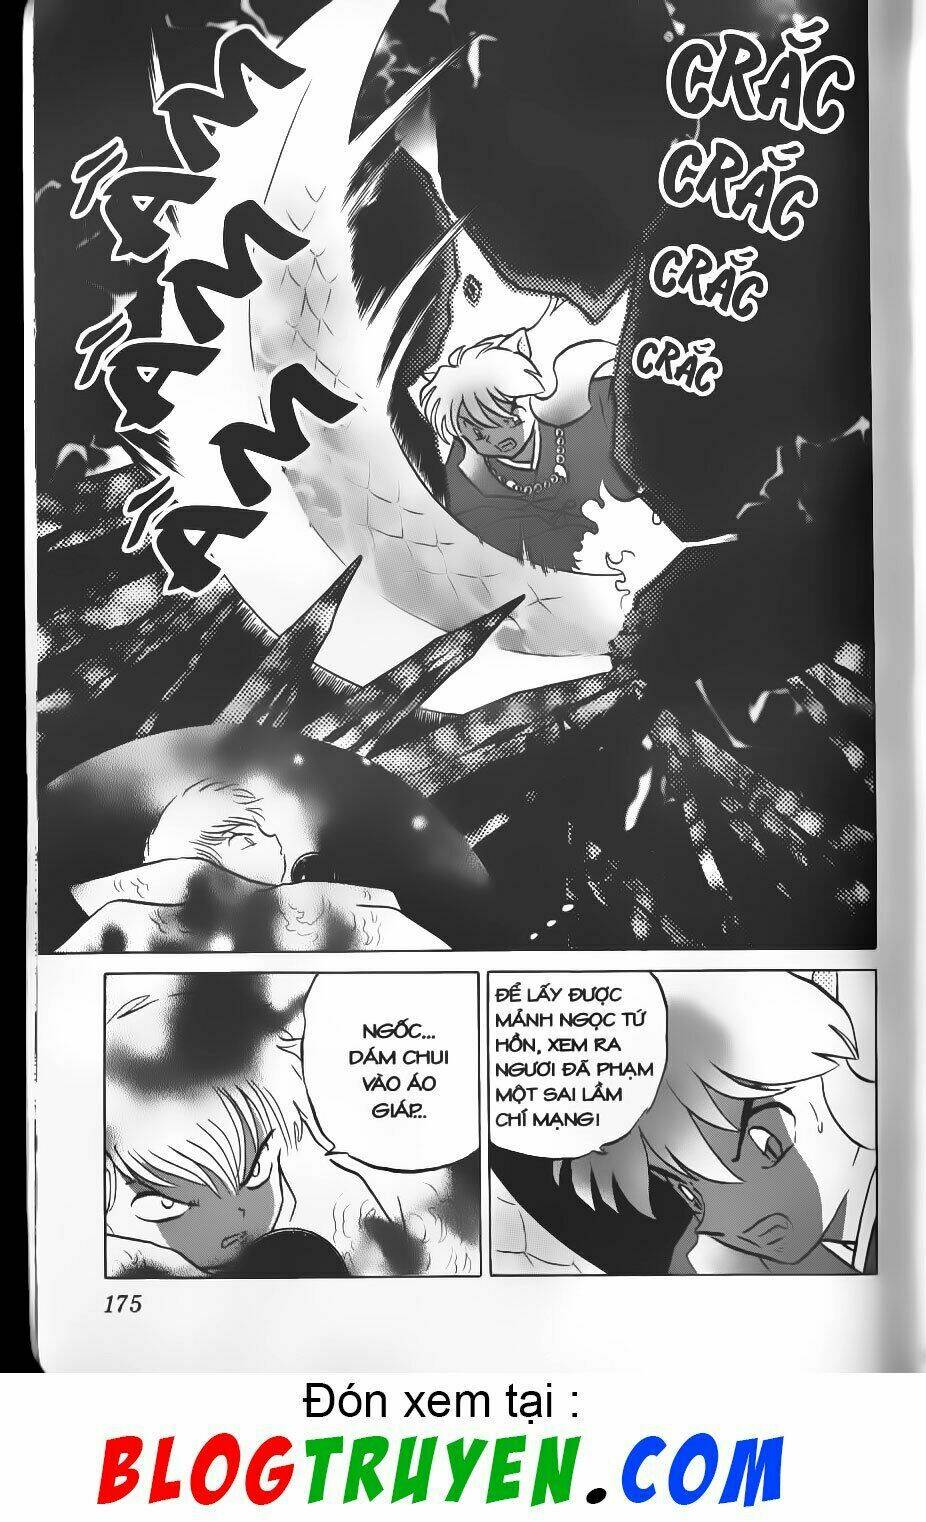 CRẮC
CRẮC
CRẮC
CRẮC
ẦM
ẦM
ẦM
ĐỂ LẤY ĐƯỢC
MẢNH NGỌC TỨ
HỒN, XEM RA
NGƯƠI ĐÃ PHẠM
MỘT SAI LẦM
CHÍ MẠNG!
NGỐC...
DÁM CHUI
VÀO ÁO
GIÁP...
175
Đón xem tại :
BLOGTRUYEN.COM